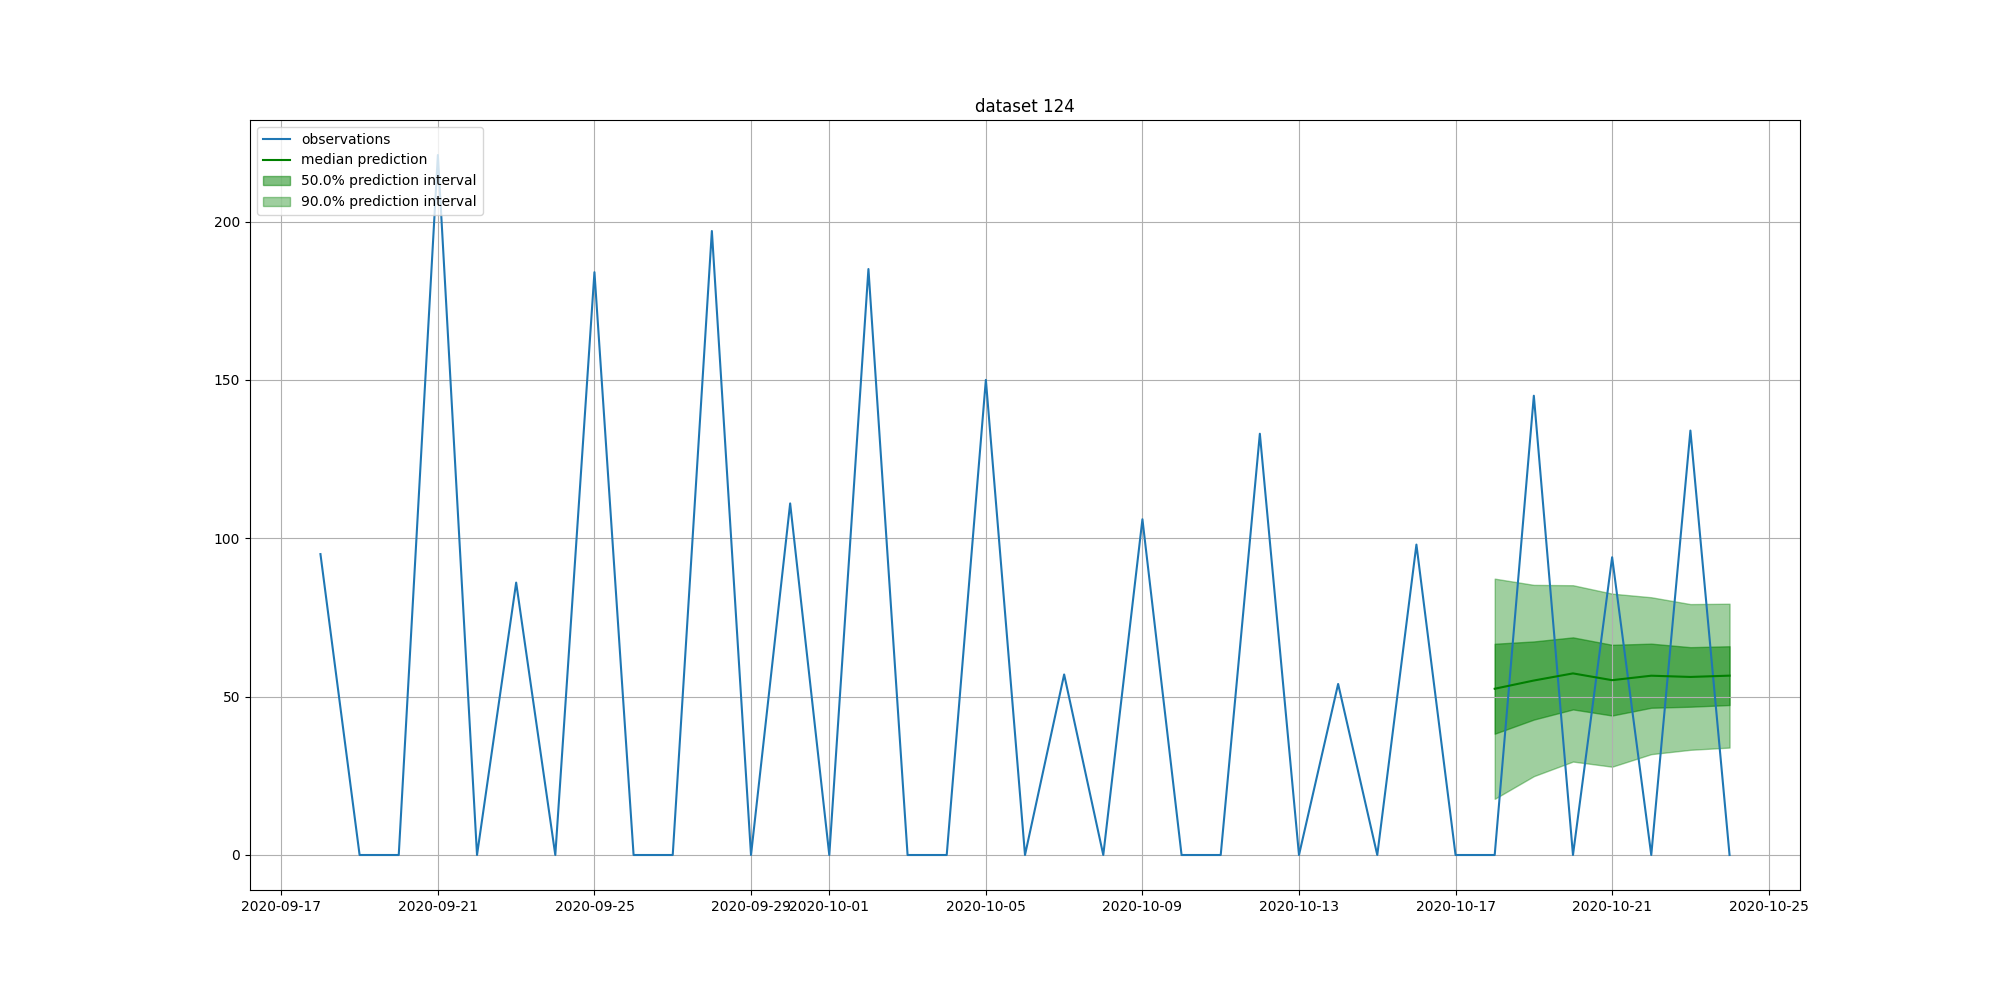 dataset 124
observations
median prediction
50.0% prediction interval
90.0% prediction interval
200
150
100
50
0
2020-09-17 2020-09-21 2020-09-25 2020-09-29 2020-10-01 2020-10-05 2020-10-09 2020-10-13 2020-10-17 2020-10-21 2020-10-25